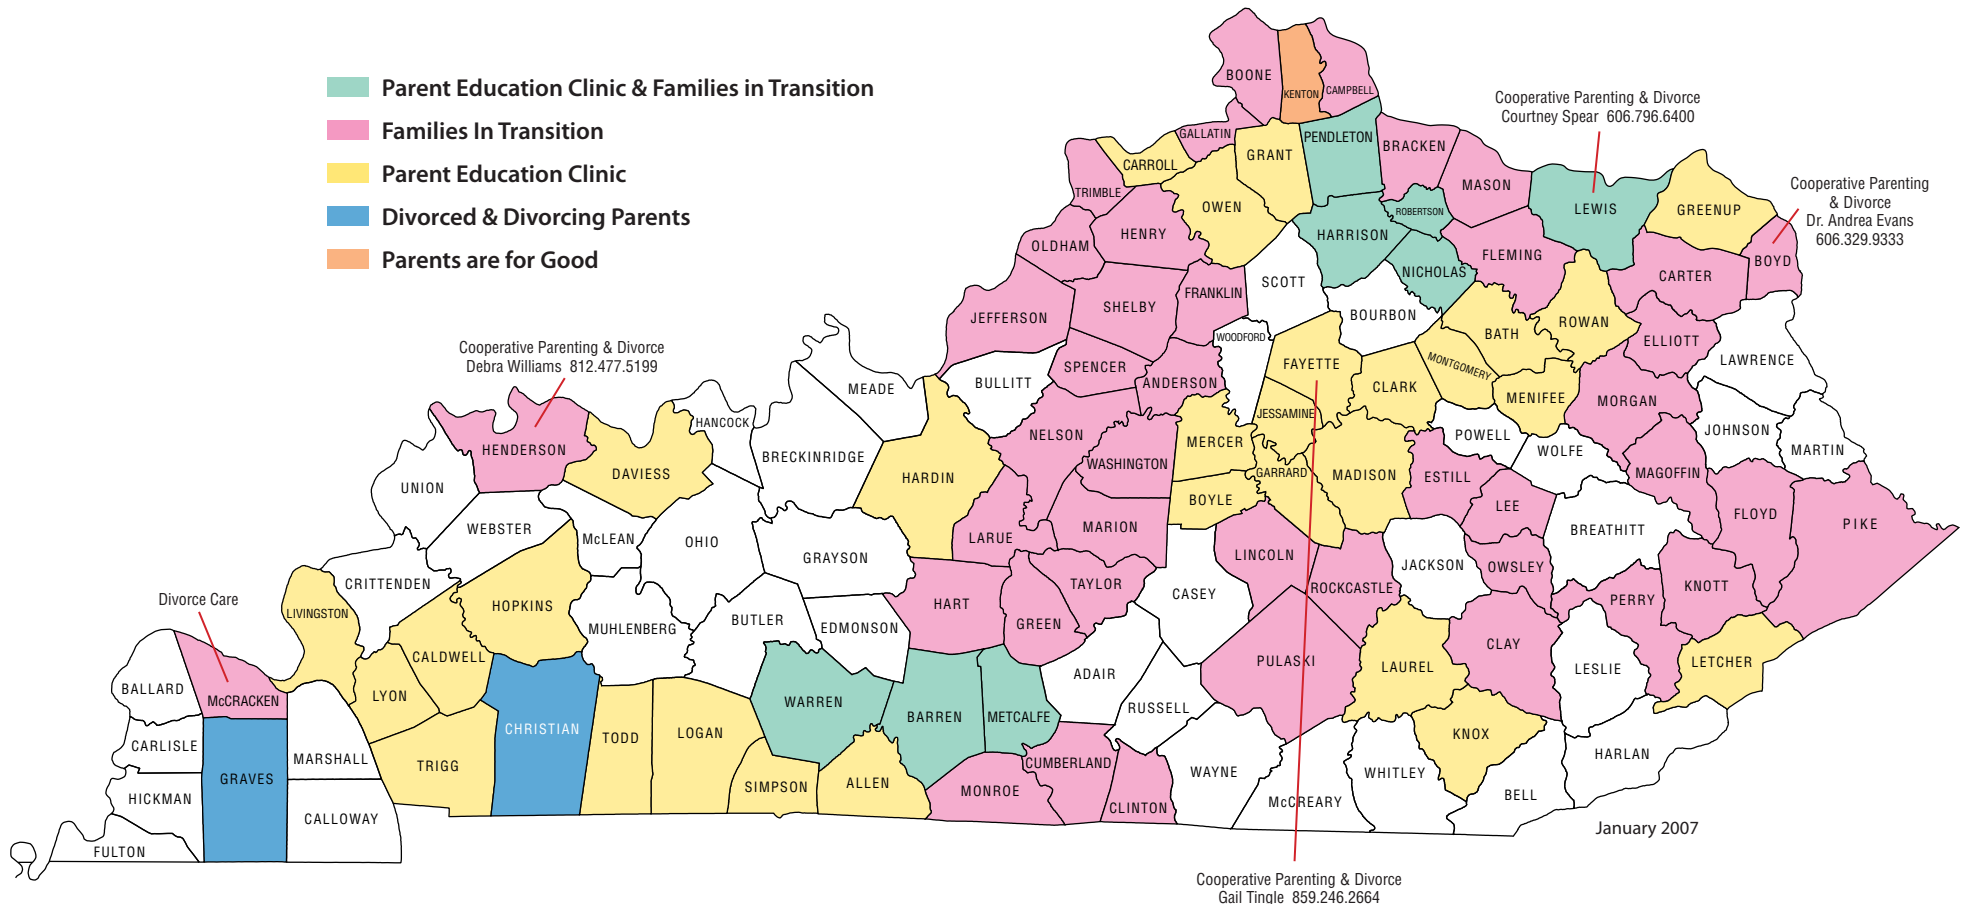 Parent Education Clinic & Families in Transition
Families In Transition
Parent Education Clinic
Divorced & Divorcing Parents
Parents are for Good
Cooperative Parenting & Divorce
Courtney Spear 606.796.6400
Cooperative Parenting
& Divorce
Dr. Andrea Evans
606.329.9333
Cooperative Parenting & Divorce
Debra Williams 812.477.5199
Divorce Care
Cooperative Parenting & Divorce
Gail Tingle 859.246.2664
January 2007
BOONE
KENTON
CAMPBELL
GALLATIN
PENDLETON
BRACKEN
CARROLL
GRANT
MASON
TRIMBLE
OWEN
ROBERTSON
LEWIS
GREENUP
OLDHAM
HENRY
HARRISON
FLEMING
BOYD
NICHOLAS
CARTER
SCOTT
FRANKLIN
SHELBY
JEFFERSON
BOURBON
BATH
ROWAN
ELLIOTT
WOODFORD
LAWRENCE
SPENCER
FAYETTE
MONTGOMERY
BULLITT
ANDERSON
CLARK
MENIFEE
MORGAN
MEADE
JESSAMINE
HANCOCK
NELSON
MERCER
POWELL
JOHNSON
MARTIN
HENDERSON
BRECKINRIDGE
WASHINGTON
WOLFE
DAVIESS
HARDIN
GARRARD
MADISON
ESTILL
MAGOFFIN
UNION
BOYLE
LEE
FLOYD
PIKE
WEBSTER
McLEAN
OHIO
LARUE
MARION
BREATHITT
GRAYSON
LINCOLN
JACKSON
OWSLEY
CRITTENDEN
TAYLOR
ROCKCASTLE
KNOTT
LIVINGSTON
HOPKINS
HART
CASEY
PERRY
MUHLENBERG
BUTLER
EDMONSON
GREEN
CLAY
CALDWELL
PULASKI
LAUREL
LESLIE
LETCHER
BALLARD
McCRACKEN
LYON
ADAIR
WARREN
BARREN
METCALFE
RUSSELL
CHRISTIAN
TODD
LOGAN
KNOX
CARLISLE
MARSHALL
HARLAN
GRAVES
TRIGG
CUMBERLAND
WAYNE
WHITLEY
SIMPSON
ALLEN
MONROE
BELL
HICKMAN
McCREARY
CLINTON
CALLOWAY
FULTON